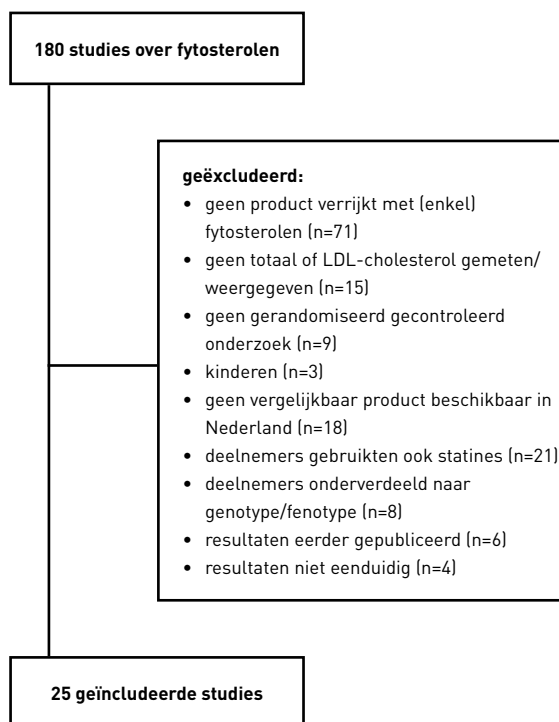 180 studies over fytosterolen
geëxcludeerd:
• geen product verrijkt met (enkel)
fytosterolen (n=71)
• geen totaal of LDL-cholesterol gemeten/
weergegeven (n=15)
• geen gerandomiseerd gecontroleerd
onderzoek (n=9)
• kinderen (n=3)
• geen vergelijkbaar product beschikbaar in
Nederland (n=18)
• deelnemers gebruikten ook statines (n=21)
• deelnemers onderverdeeld naar
genotype/fenotype (n=8)
• resultaten eerder gepubliceerd (n=6)
• resultaten niet eenduidig (n=4)
25 geïncludeerde studies